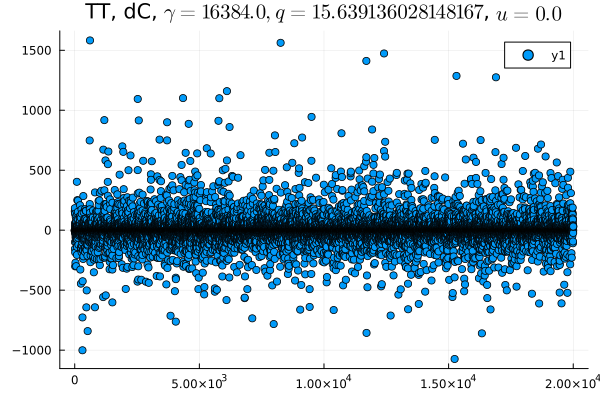 TT, dC, γ = 16384.0, q = 15.639136028148167, u = 0.0
y1
1500
1000
500
0
−500
−1000
0 5.00×10³ 1.00×10⁴ 1.50×10⁴ 2.00×10⁴